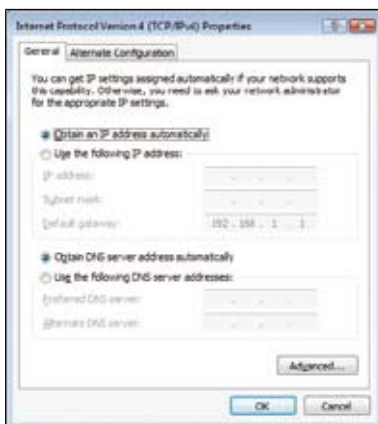 Internet Protocol Version 4 (TCP/IPv4) Properties
General
Alternate Configuration
You can get IP settings assigned automatically if your network supports
this capability. Otherwise, you need to ask your network administrator
for the appropriate IP settings.
Obtain an IP address automatically
Use the following IP address:
IP address:
Subnet mask:
Default gateway:
192 . 168 . 1 . 1
Obtain DNS server address automatically
Use the following DNS server addresses:
Preferred DNS server:
Alternate DNS server:
Advanced...
OK
Cancel